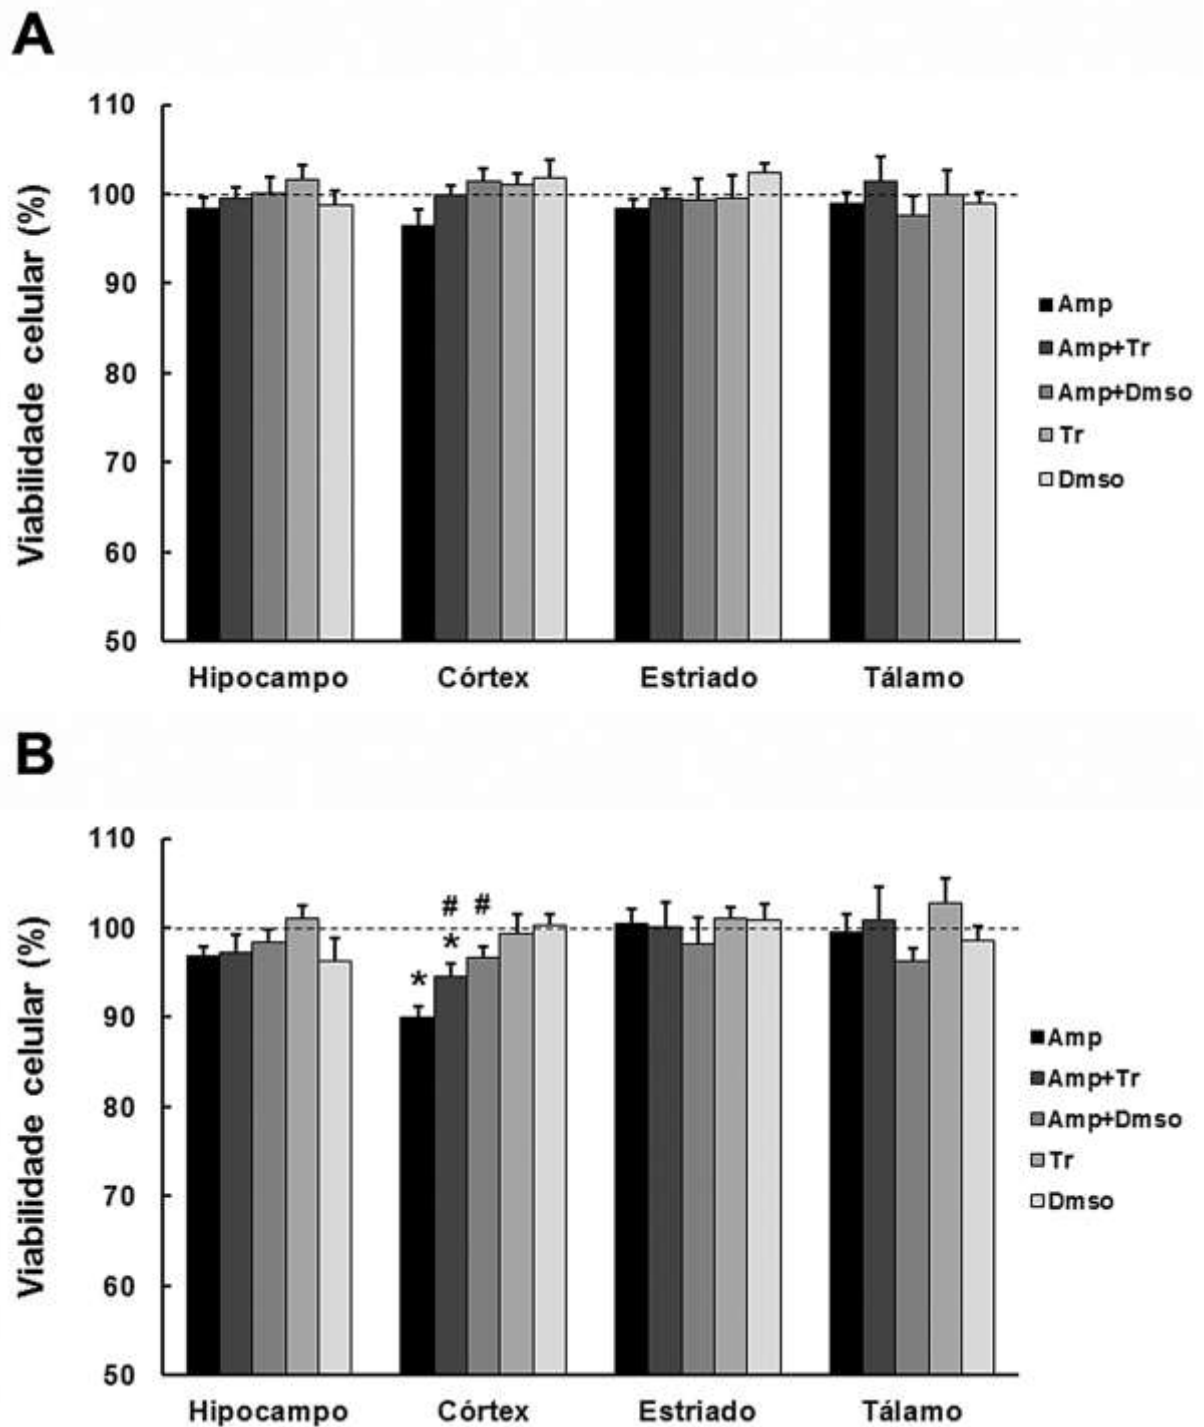 A
110
100
90
80
70
60
50
Viabilidade celular (%)
Hipocampo Córtex Estriado Tálamo
Amp
Amp+Tr
Amp+Dmso
Tr
Dmso
B
110
100
90
80
70
60
50
Viabilidade celular (%)
# #
*
*
Hipocampo Córtex Estriado Tálamo
Amp
Amp+Tr
Amp+Dmso
Tr
Dmso